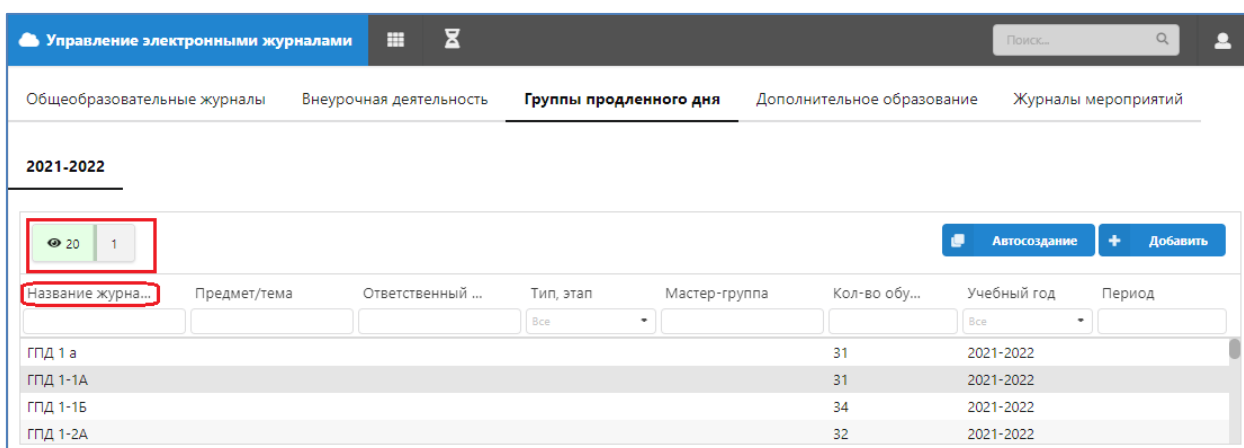 Управление электронными журналами Поиск...
Общеобразовательные журналы Внеурочная деятельность Группы продленного дня Дополнительное образование Журналы мероприятий
2021-2022
20 1 Автосоздание + Добавить
Название журна... Предмет/тема Ответственный ... Тип, этап Мастер-группа Кол-во обу... Учебный год Период
Все Все
ГПД 1 а 31 2021-2022
ГПД 1-1А 31 2021-2022
ГПД 1-1Б 34 2021-2022
ГПД 1-2А 32 2021-2022